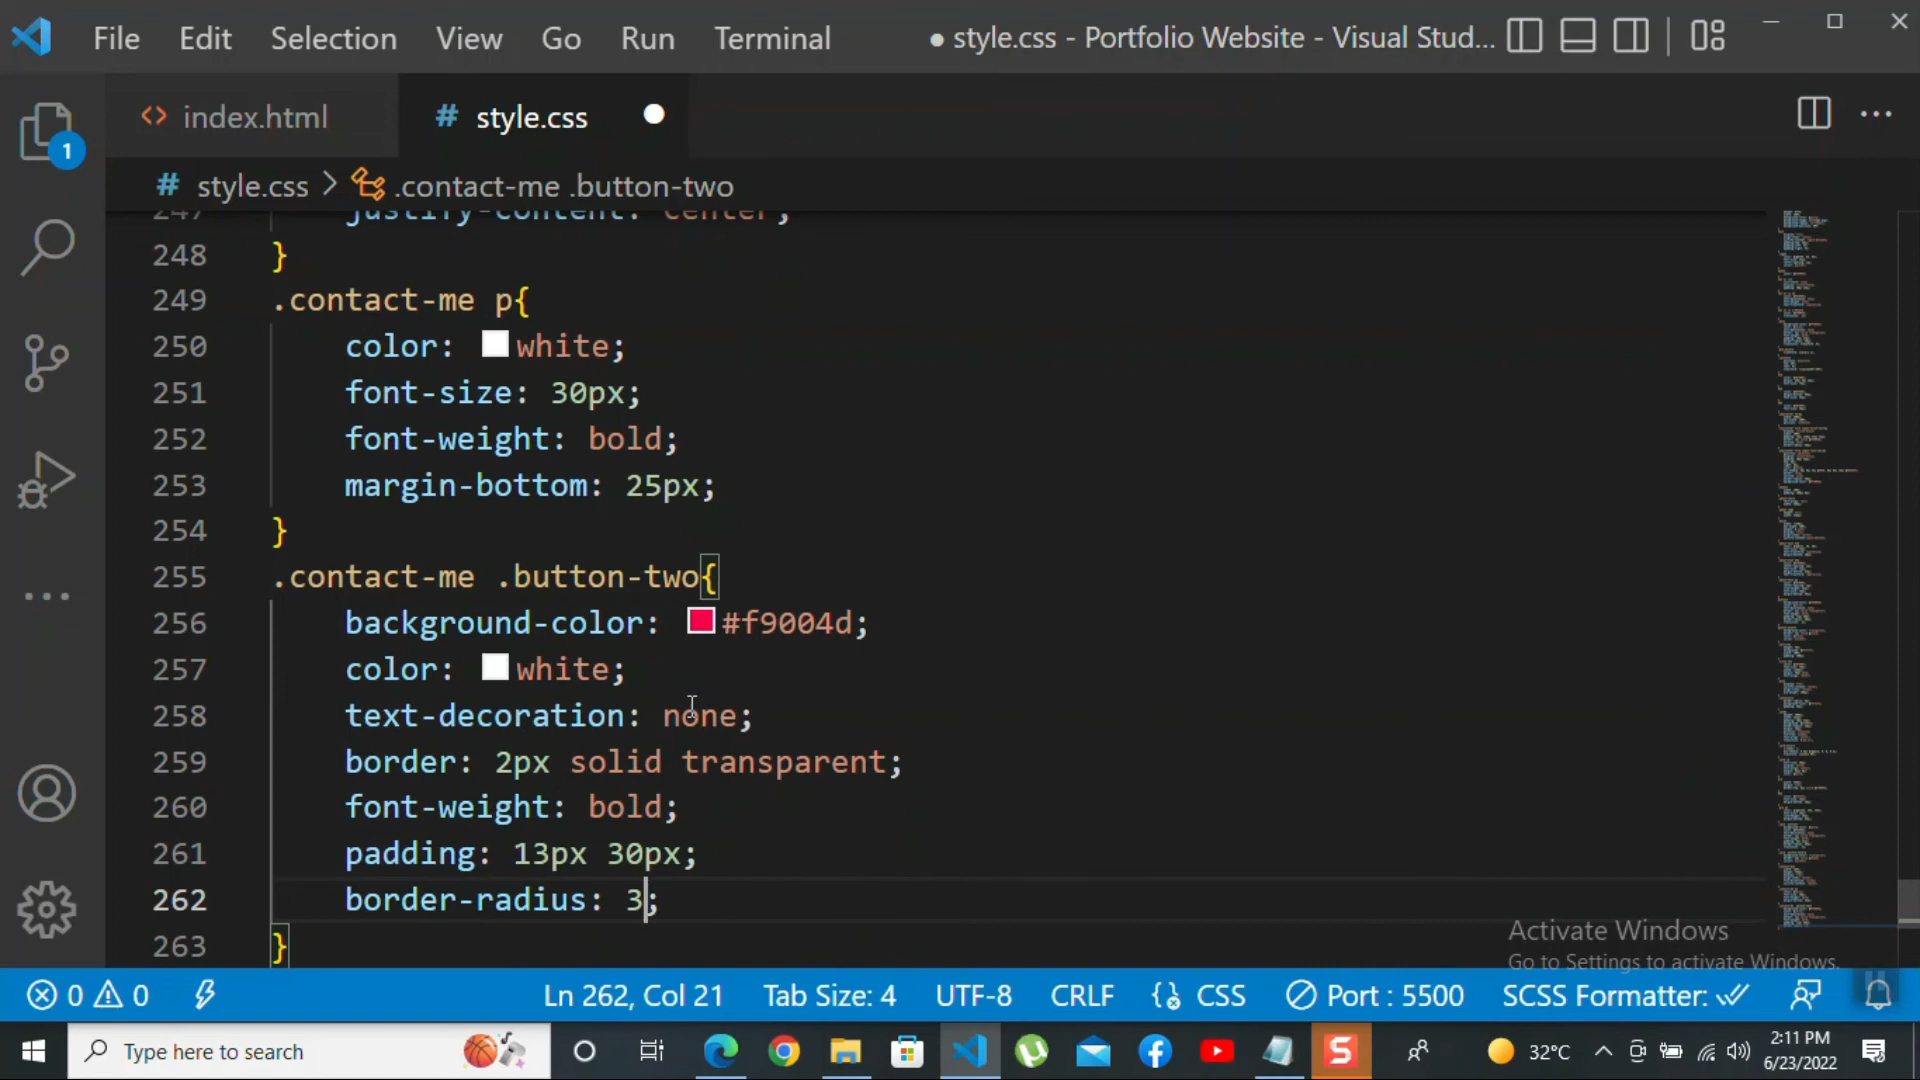 File Edit Selection View Go Run Terminal ● style.css - Portfolio Website - Visual Stud...
index.html # style.css
1
# style.css > .contact-me .button-two
247 justify-content: center;
248 }
249 .contact-me p{
250 color: white;
251 font-size: 30px;
252 font-weight: bold;
253 margin-bottom: 25px;
254 }
255 .contact-me .button-two{
256 background-color: #f9004d;
257 color: white;
258 text-decoration: none;
259 border: 2px solid transparent;
260 font-weight: bold;
261 padding: 13px 30px;
262 border-radius: 3;
263 }
Activate Windows
Go to Settings to activate Windows.
0 0 Ln 262, Col 21 Tab Size: 4 UTF-8 CRLF CSS Port : 5500 SCSS Formatter:
Type here to search 32°C 2:11 PM
6/23/2022